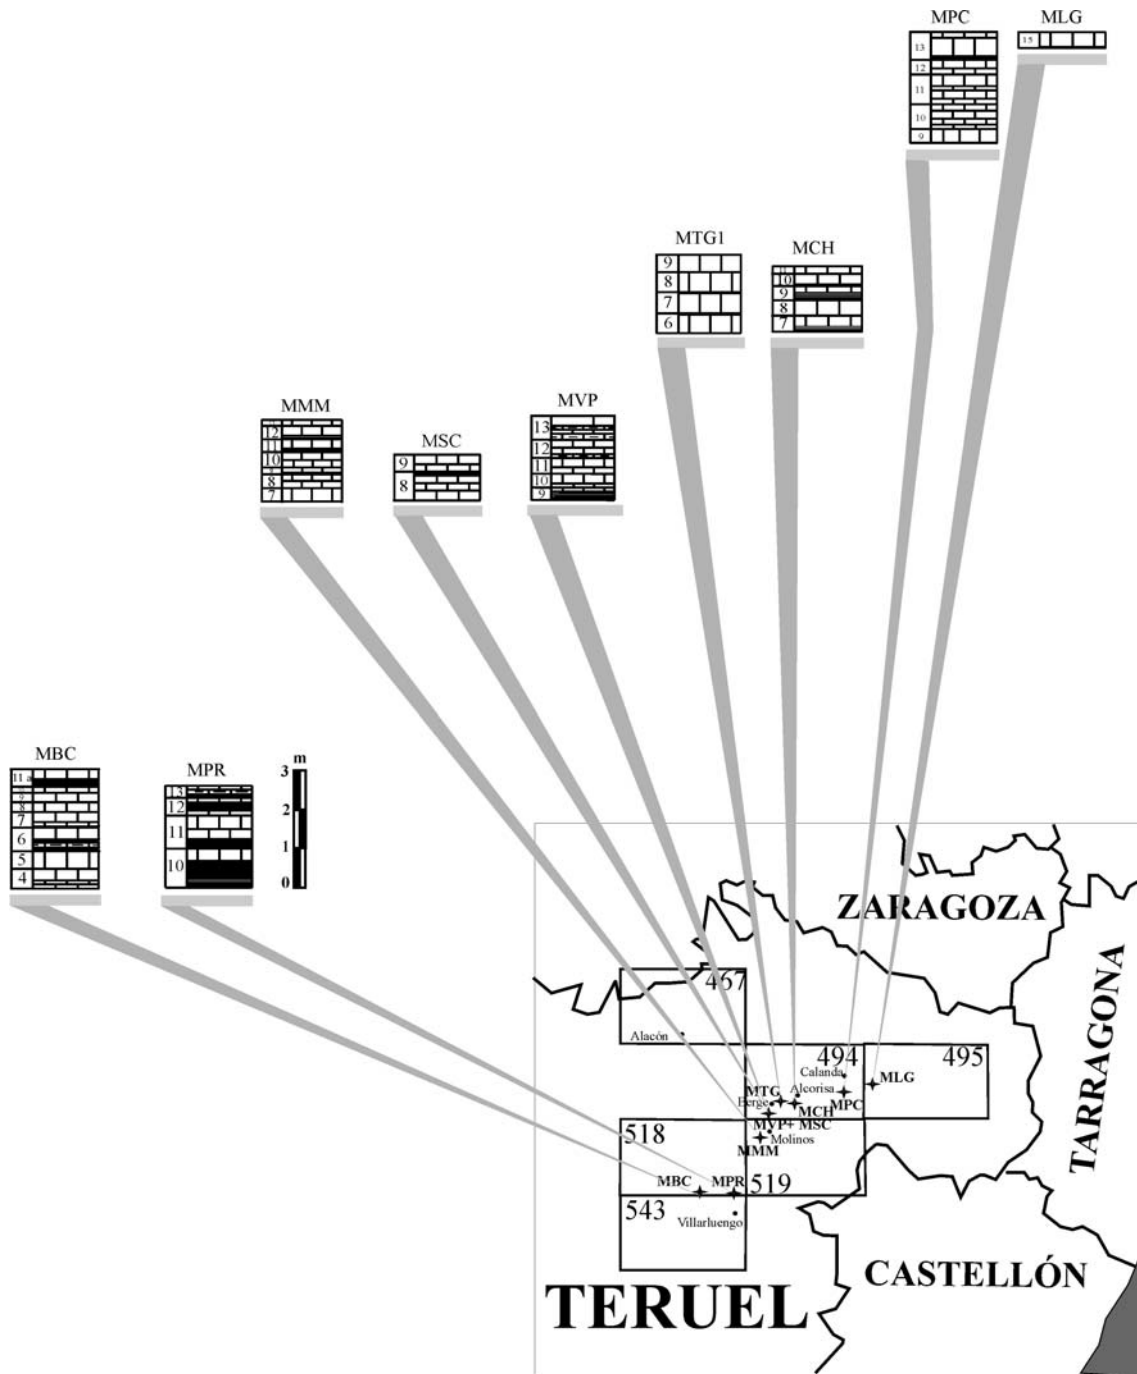 MPC
MLG
13
12
11
10
9
15
MTG1
9
8
7
6
MCH
10
9
8
7
MMM
12
11
10
8
7
MSC
9
8
MVP
13
12
11
10
9
MBC
11 a
8
7
6
5
4
MPR
13
12
11
10
m
3
2
1
0
ZARAGOZA
TARRAGONA
467
Alacón
494
495
Calanda
Alcorisa
MLG
MTG
Berge
MCH
MPC
518
MVP+ MSC
Molinos
MMM
MBC
MPR
519
543
Villarluengo
CASTELLÓN
TERUEL